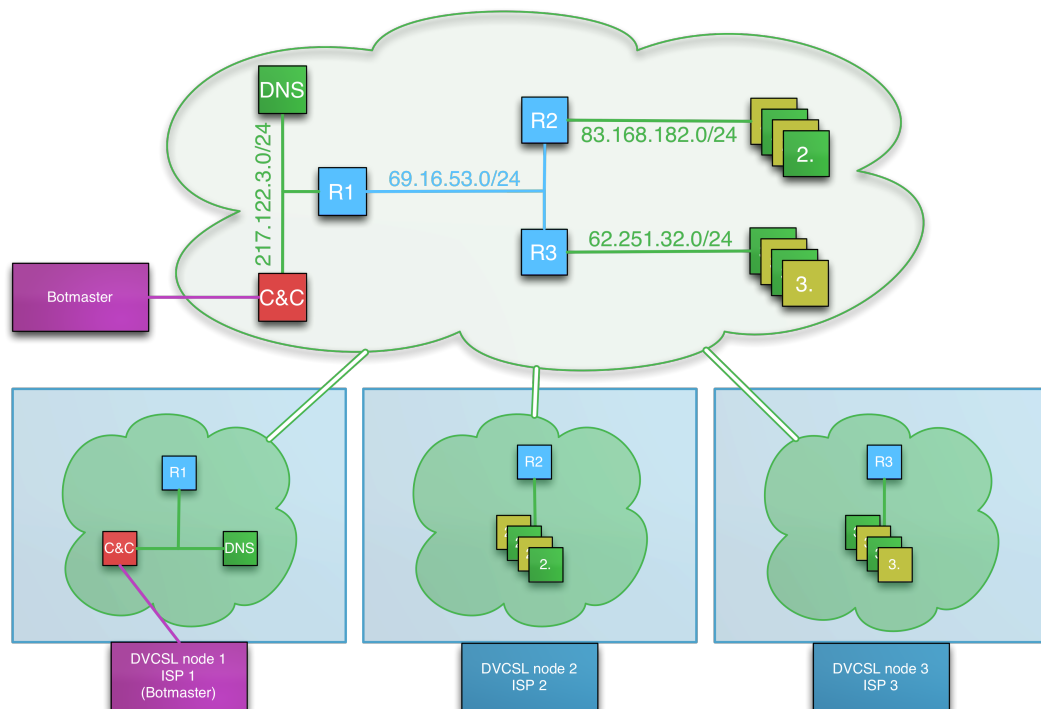 DNS
217.122.3.0/24
R1
69.16.53.0/24
R2
83.168.182.0/24
2.
R3
62.251.32.0/24
3.
C&C
Botmaster
R1
C&C
DNS
R2
2.
R3
3.
DVCSL node 1
ISP 1
(Botmaster)
DVCSL node 2
ISP 2
DVCSL node 3
ISP 3